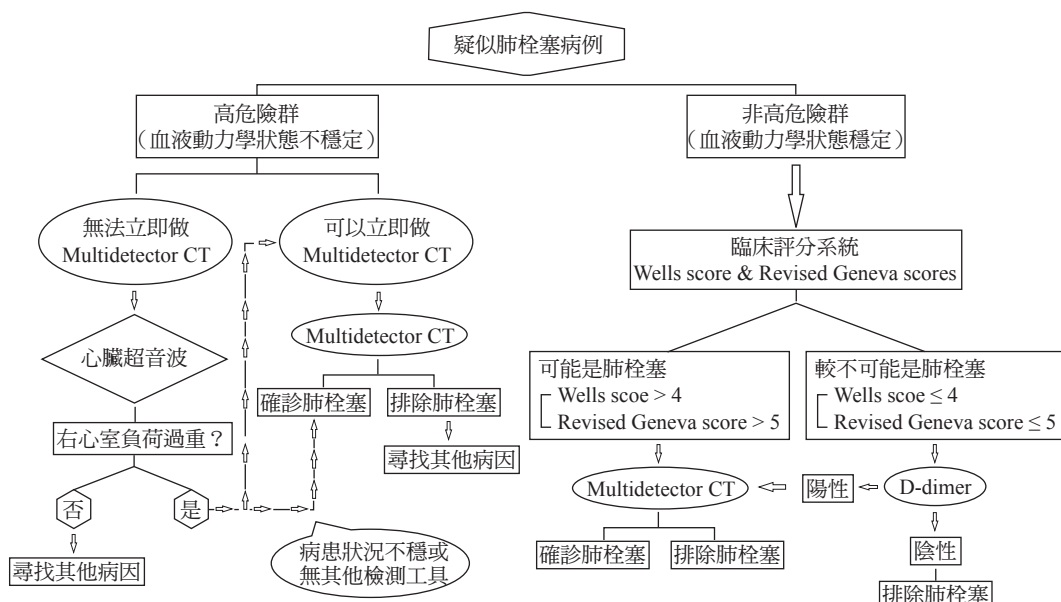 疑似肺栓塞病例
高危險群
（血液動力學狀態不穩定）
非高危險群
（血液動力學狀態穩定）
無法立即做
Multidetector CT
可以立即做
Multidetector CT
臨床評分系統
Wells score & Revised Geneva scores
心臟超音波
Multidetector CT
確診肺栓塞
排除肺栓塞
尋找其他病因
右心室負荷過重？
否
是
尋找其他病因
病患狀況不穩或
無其他檢測工具
可能是肺栓塞
Wells scoe > 4
Revised Geneva score > 5
較不可能是肺栓塞
Wells scoe ≤ 4
Revised Geneva score ≤ 5
Multidetector CT
陽性
D-dimer
確診肺栓塞
排除肺栓塞
陰性
排除肺栓塞